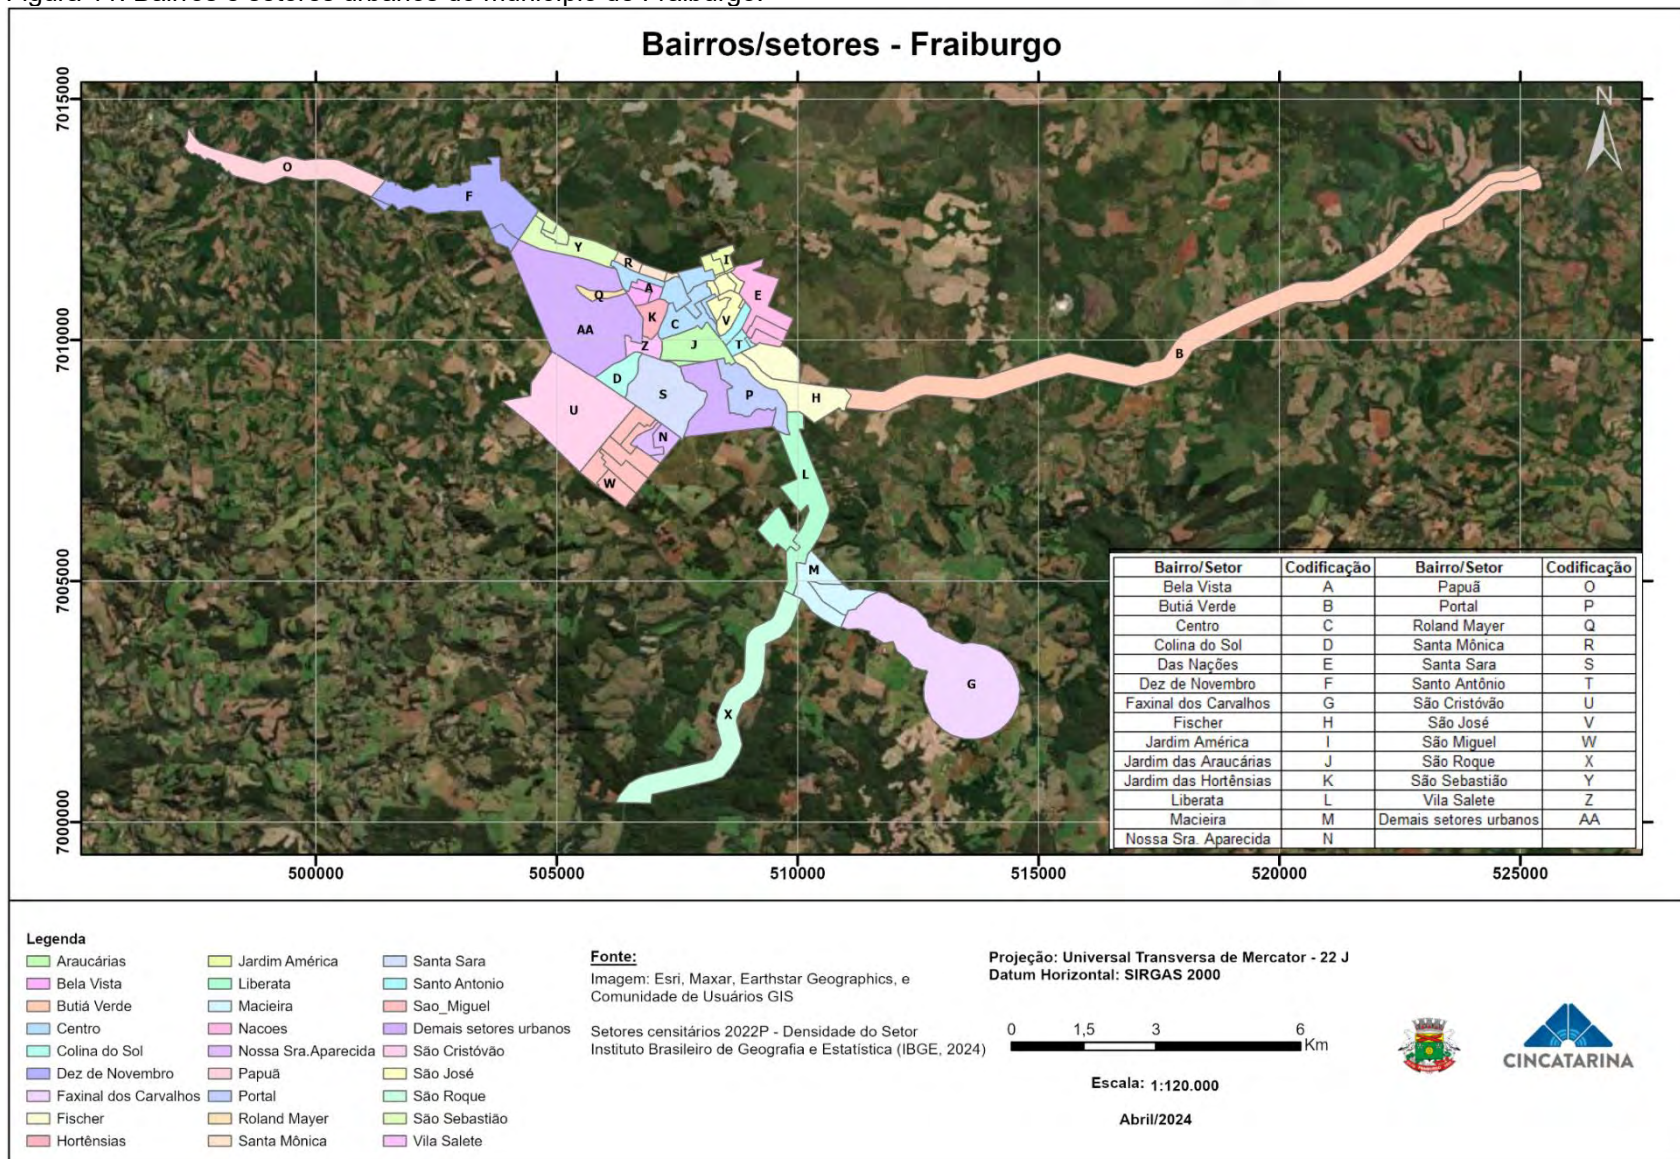 Figura 11: Bairros e setores urbanos do município de Fraiburgo.
Bairros/setores - Fraiburgo
7015000
7010000
7005000
7000000
N
O
F
Y
R
I
A
E
Q
K
V
C
AA
Z
J
T
B
D
S
P
H
U
N
L
W
M
G
X
500000 505000 510000 515000 520000 525000
Bairro/Setor Codificação Bairro/Setor Codificação
Bela Vista A Papuã O
Butiá Verde B Portal P
Centro C Roland Mayer Q
Colina do Sol D Santa Mônica R
Das Nações E Santa Sara S
Dez de Novembro F Santo Antônio T
Faxinal dos Carvalhos G São Cristóvão U
Fischer H São José V
Jardim América I São Miguel W
Jardim das Araucárias J São Roque X
Jardim das Hortênsias K São Sebastião Y
Liberata L Vila Salete Z
Macieira M Demais setores urbanos AA
Nossa Sra. Aparecida N
Legenda
Araucárias
Bela Vista
Butiá Verde
Centro
Colina do Sol
Dez de Novembro
Faxinal dos Carvalhos
Fischer
Hortênsias
Jardim América
Liberata
Macieira
Nacoes
Nossa Sra.Aparecida
Papuã
Portal
Roland Mayer
Santa Mônica
Santa Sara
Santo Antonio
Sao_Miguel
Demais setores urbanos
São Cristóvão
São José
São Roque
São Sebastião
Vila Salete
Fonte:
Imagem: Esri, Maxar, Earthstar Geographics, e
Comunidade de Usuários GIS
Setores censitários 2022P - Densidade do Setor
Instituto Brasileiro de Geografia e Estatística (IBGE, 2024)
Projeção: Universal Transversa de Mercator - 22 J
Datum Horizontal: SIRGAS 2000
0 1,5 3 6
Km
Escala: 1:120.000
Abril/2024
CINCATARINA